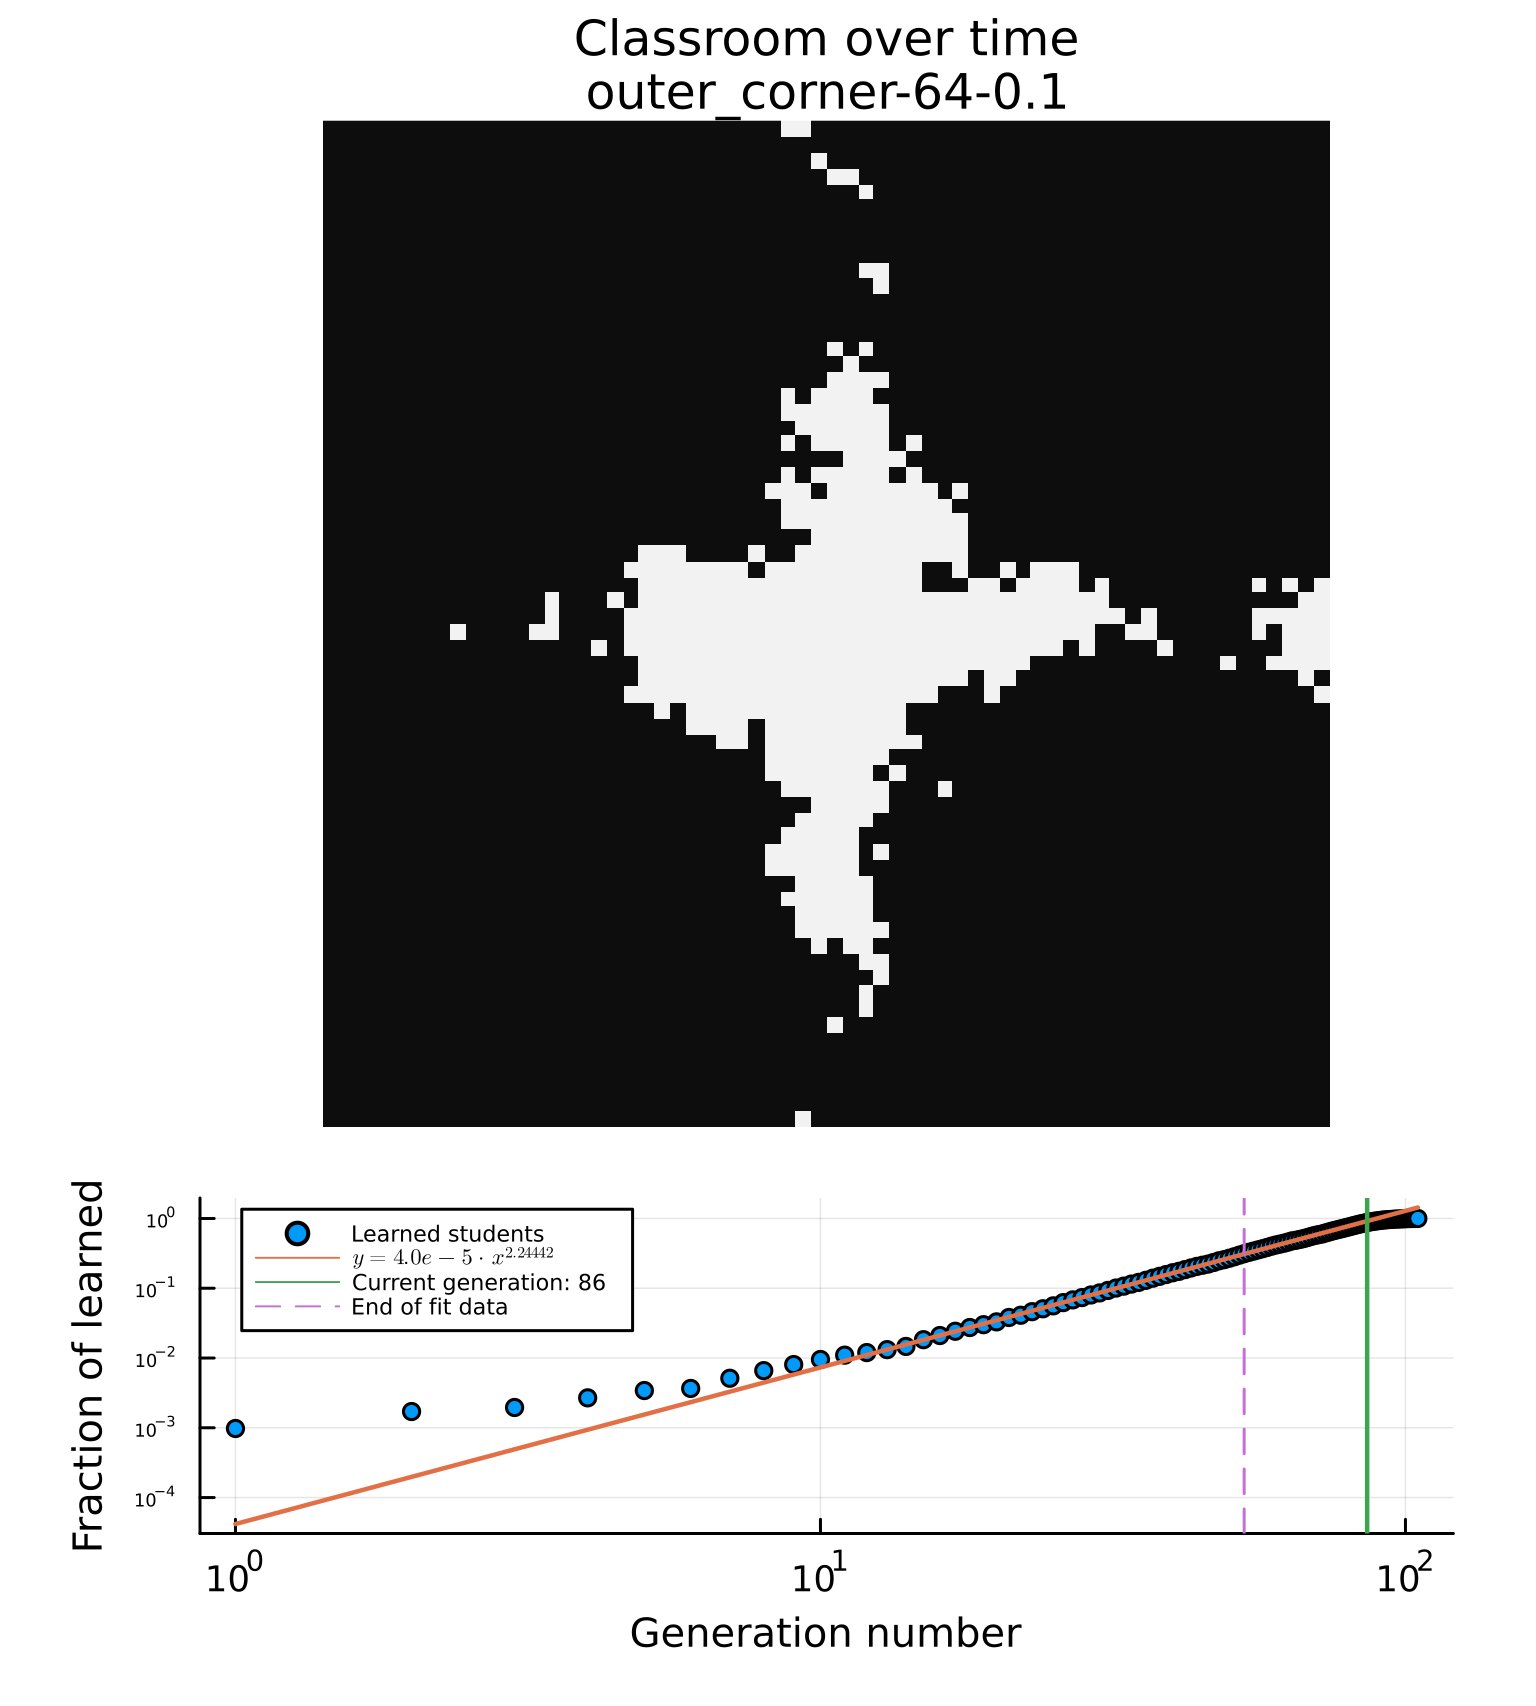 Classroom over time
outer_corner-64-0.1
Fraction of learned
10^0
10^-1
10^-2
10^-3
10^-4
Learned students
y = 4.0e − 5 · x^2.24442
Current generation: 86
End of fit data
10^0 10^1 10^2
Generation number